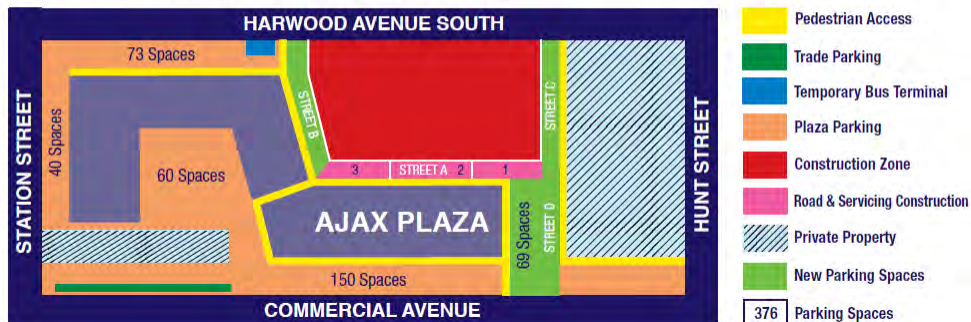 HARWOOD AVENUE SOUTH
73 Spaces
STATION STREET
40 Spaces
60 Spaces
STREET B
STREET C
3
STREET A
2
1
AJAX PLAZA
69 Spaces
STREET D
HUNT STREET
150 Spaces
COMMERCIAL AVENUE
Pedestrian Access
Trade Parking
Temporary Bus Terminal
Plaza Parking
Construction Zone
Road & Servicing Construction
Private Property
New Parking Spaces
376 Parking Spaces